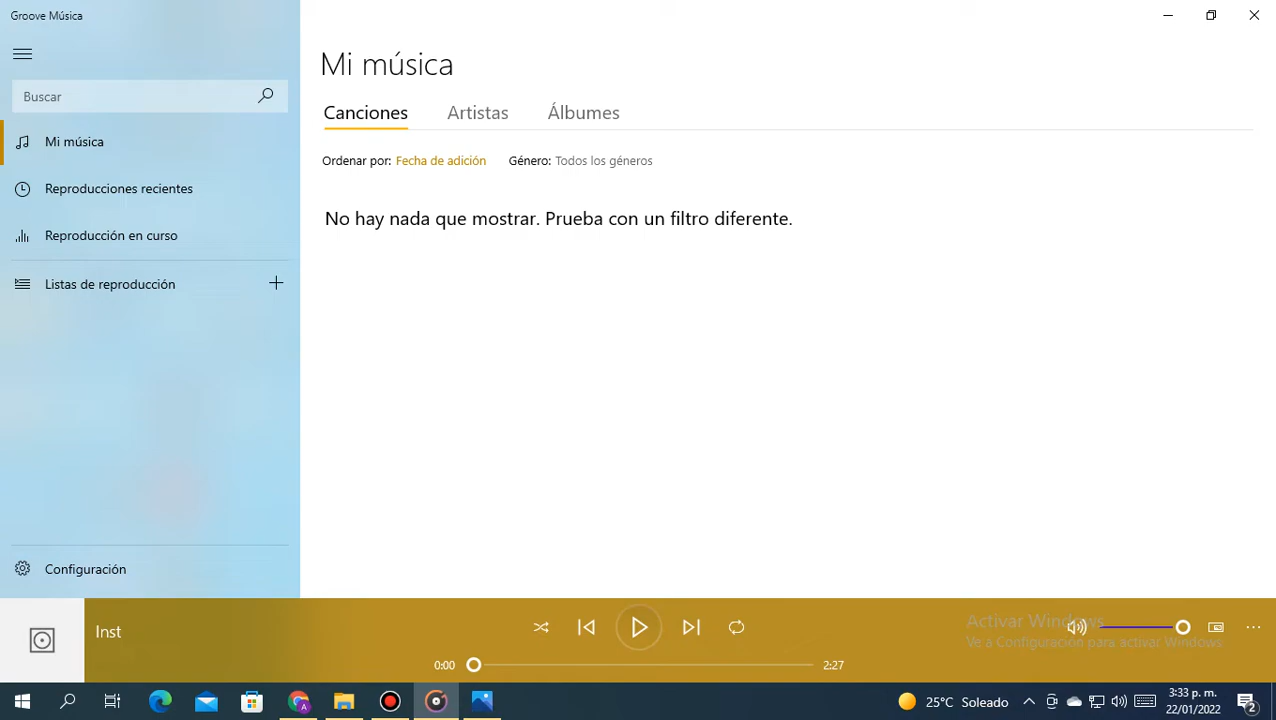 Groove Música
Buscar
Mi música
Reproducciones recientes
Reproducción en curso
Listas de reproducción
Configuración
Mi música
Canciones Artistas Álbumes
Ordenar por: Fecha de adición Género: Todos los géneros
No hay nada que mostrar. Prueba con un filtro diferente.
Inst
0:00
2:27
Activar Windows
Ve a Configuración para activar Windows
25°C Soleado
3:33 p. m.
22/01/2022
2